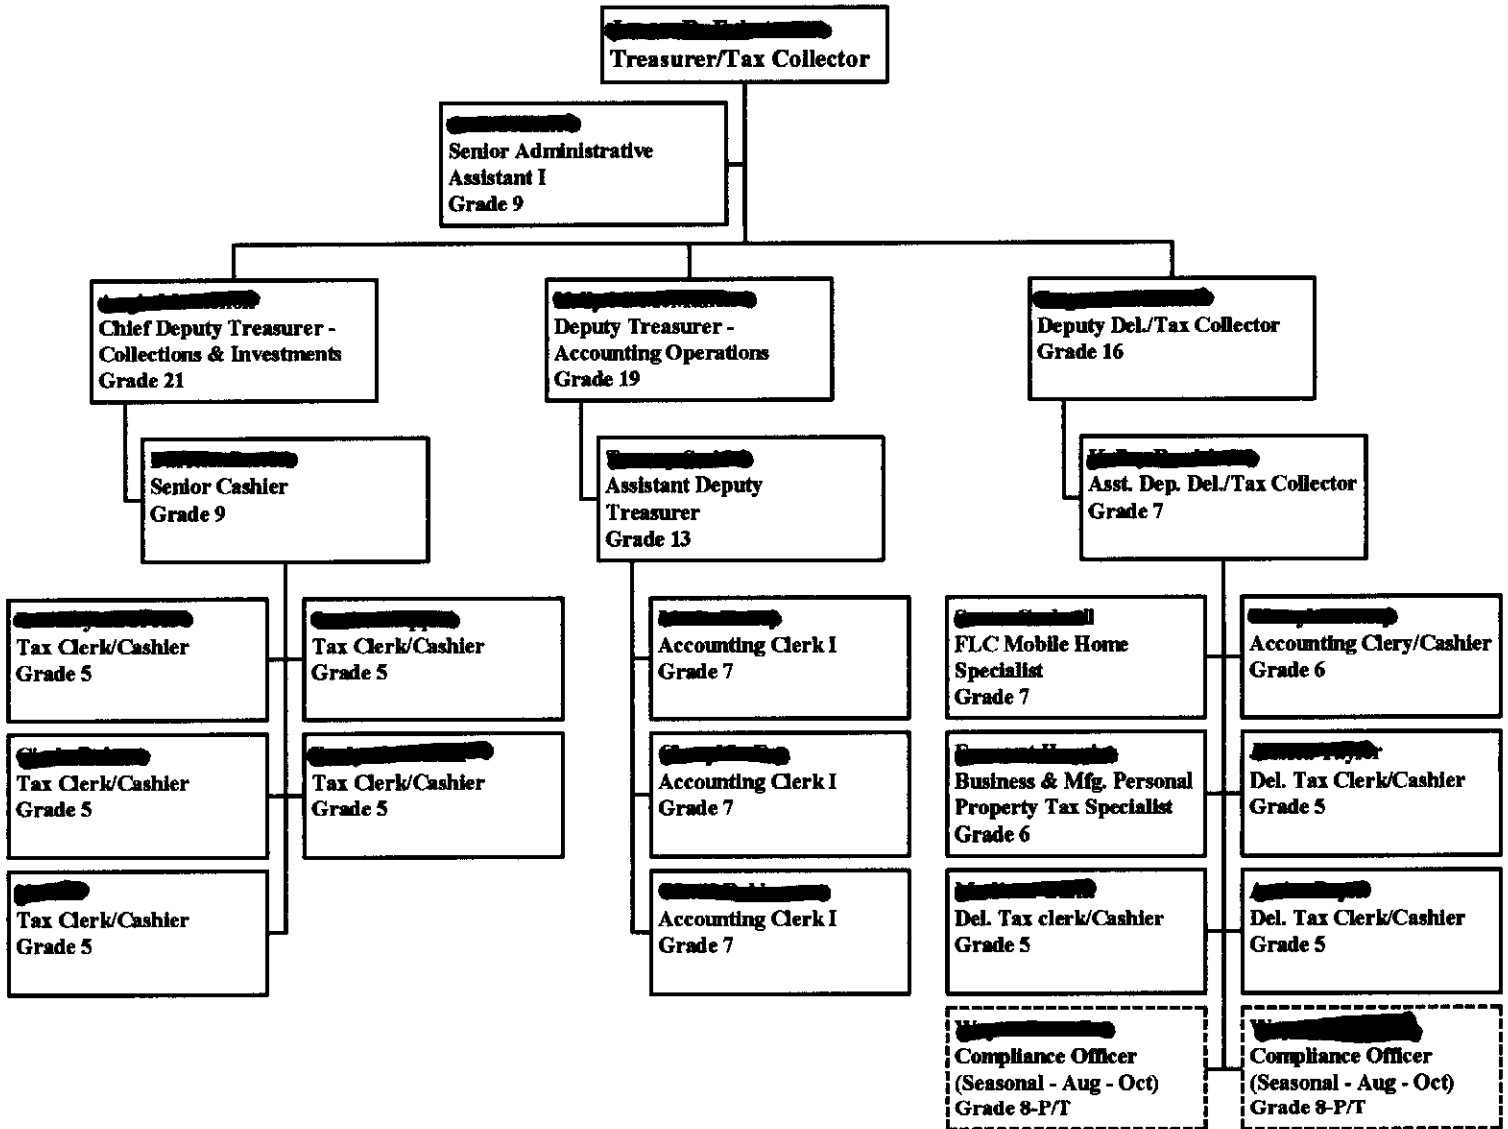 Treasurer/Tax Collector
Senior Administrative
Assistant I
Grade 9
Chief Deputy Treasurer -
Collections & Investments
Grade 21
Deputy Treasurer -
Accounting Operations
Grade 19
Deputy Del./Tax Collector
Grade 16
Senior Cashier
Grade 9
Assistant Deputy
Treasurer
Grade 13
Asst. Dep. Del./Tax Collector
Grade 7
Tax Clerk/Cashier
Grade 5
Tax Clerk/Cashier
Grade 5
Tax Clerk/Cashier
Grade 5
Tax Clerk/Cashier
Grade 5
Tax Clerk/Cashier
Grade 5
Accounting Clerk I
Grade 7
Accounting Clerk I
Grade 7
Accounting Clerk I
Grade 7
FLC Mobile Home
Specialist
Grade 7
Accounting Clery/Cashier
Grade 6
Business & Mfg. Personal
Property Tax Specialist
Grade 6
Del. Tax Clerk/Cashier
Grade 5
Del. Tax clerk/Cashier
Grade 5
Del. Tax Clerk/Cashier
Grade 5
Compliance Officer
(Seasonal - Aug - Oct)
Grade 8-P/T
Compliance Officer
(Seasonal - Aug - Oct)
Grade 8-P/T